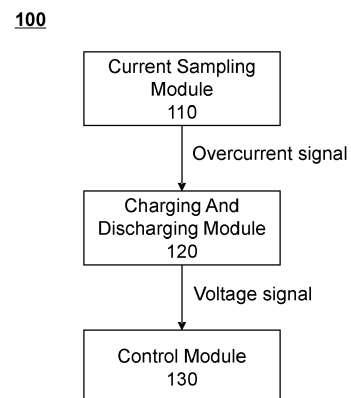 100
Current Sampling
Module
110
Overcurrent signal
Charging And
Discharging Module
120
Voltage signal
Control Module
130